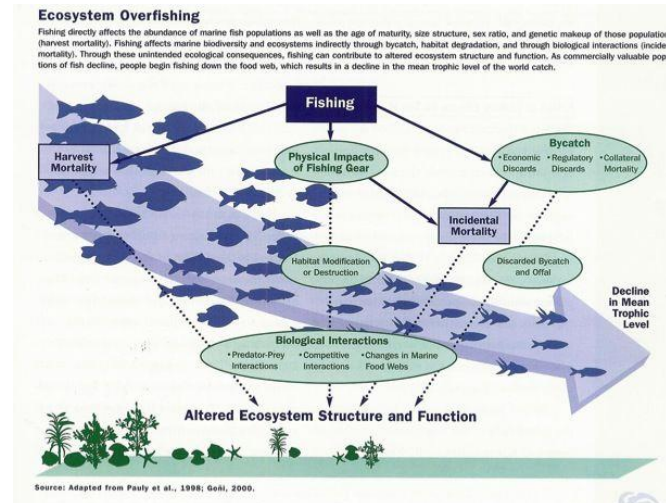 Ecosystem Overfishing
Fishing directly affects the abundance of marine fish populations as well as the age of maturity, size structure, sex ratio, and genetic makeup of those population
(harvest mortality). Fishing affects marine biodiversity and ecosystems indirectly through bycatch, habitat degradation, and through biological interactions (incide
mortality). Through these unintended ecological consequences, fishing can contribute to altered ecosystem structure and function. As commercially valuable pop
tions of fish decline, people begin fishing down the food web, which results in a decline in the mean trophic level of the world catch.
Fishing
Harvest
Mortality
Physical Impacts
of Fishing Gear
Bycatch
• Economic
Discards
• Regulatory
Discards
• Collateral
Mortality
Incidental
Mortality
Habitat Modification
or Destruction
Discarded Bycatch
and Offal
Decline
in Mean
Trophic
Level
Biological Interactions
• Predator-Prey
Interactions
• Competitive
Interactions
• Changes in Marine
Food Webs
Altered Ecosystem Structure and Function
Source: Adapted from Pauly et al., 1998; Goñi, 2000.